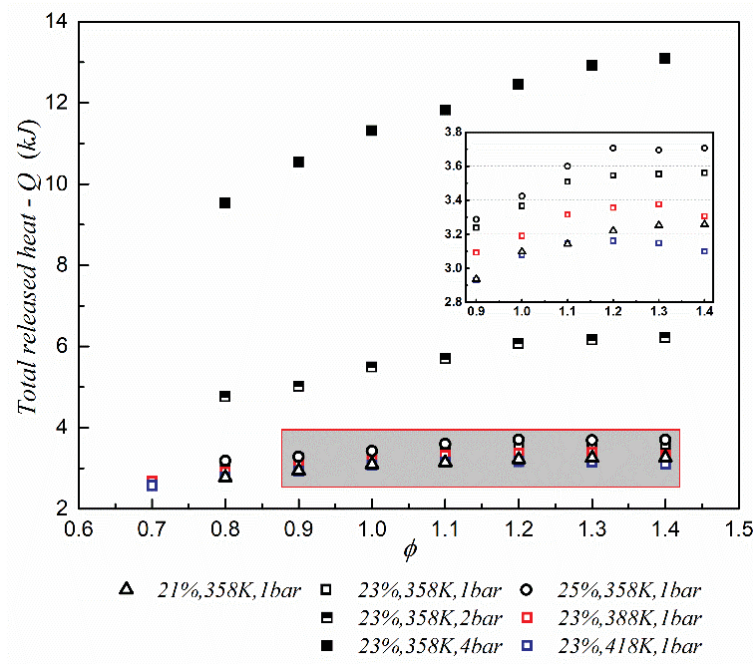 14
12
10
8
6
4
2
Total released heat - Q (kJ)
3.8
3.6
3.4
3.2
3.0
2.8
0.9 1.0 1.1 1.2 1.3 1.4
0.6 0.7 0.8 0.9 1.0 1.1 1.2 1.3 1.4 1.5
ϕ
21%,358K,1bar 23%,358K,1bar 25%,358K,1bar
23%,358K,2bar 23%,388K,1bar
23%,358K,4bar 23%,418K,1bar